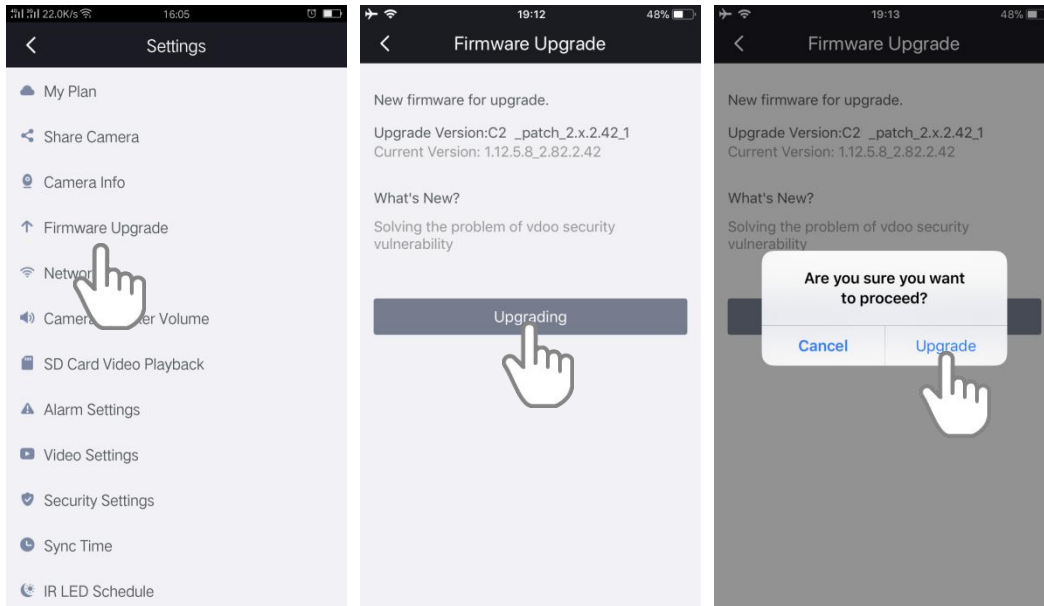 22.0K/s
16:05
Settings
My Plan
Share Camera
Camera Info
Firmware Upgrade
Networ
Camera er Volume
SD Card Video Playback
Alarm Settings
Video Settings
Security Settings
Sync Time
IR LED Schedule
19:12
48%
Firmware Upgrade
New firmware for upgrade.
Upgrade Version:C2 _patch_2.x.2.42_1
Current Version: 1.12.5.8_2.82.2.42
What's New?
Solving the problem of vdoo security
vulnerability
Upgrading
19:13
48%
Firmware Upgrade
New firmware for upgrade.
Upgrade Version:C2 _patch_2.x.2.42_1
Current Version: 1.12.5.8_2.82.2.42
What's New?
Solving the problem of vdoo security
vulnerability
Are you sure you want
to proceed?
Cancel
Upgrade